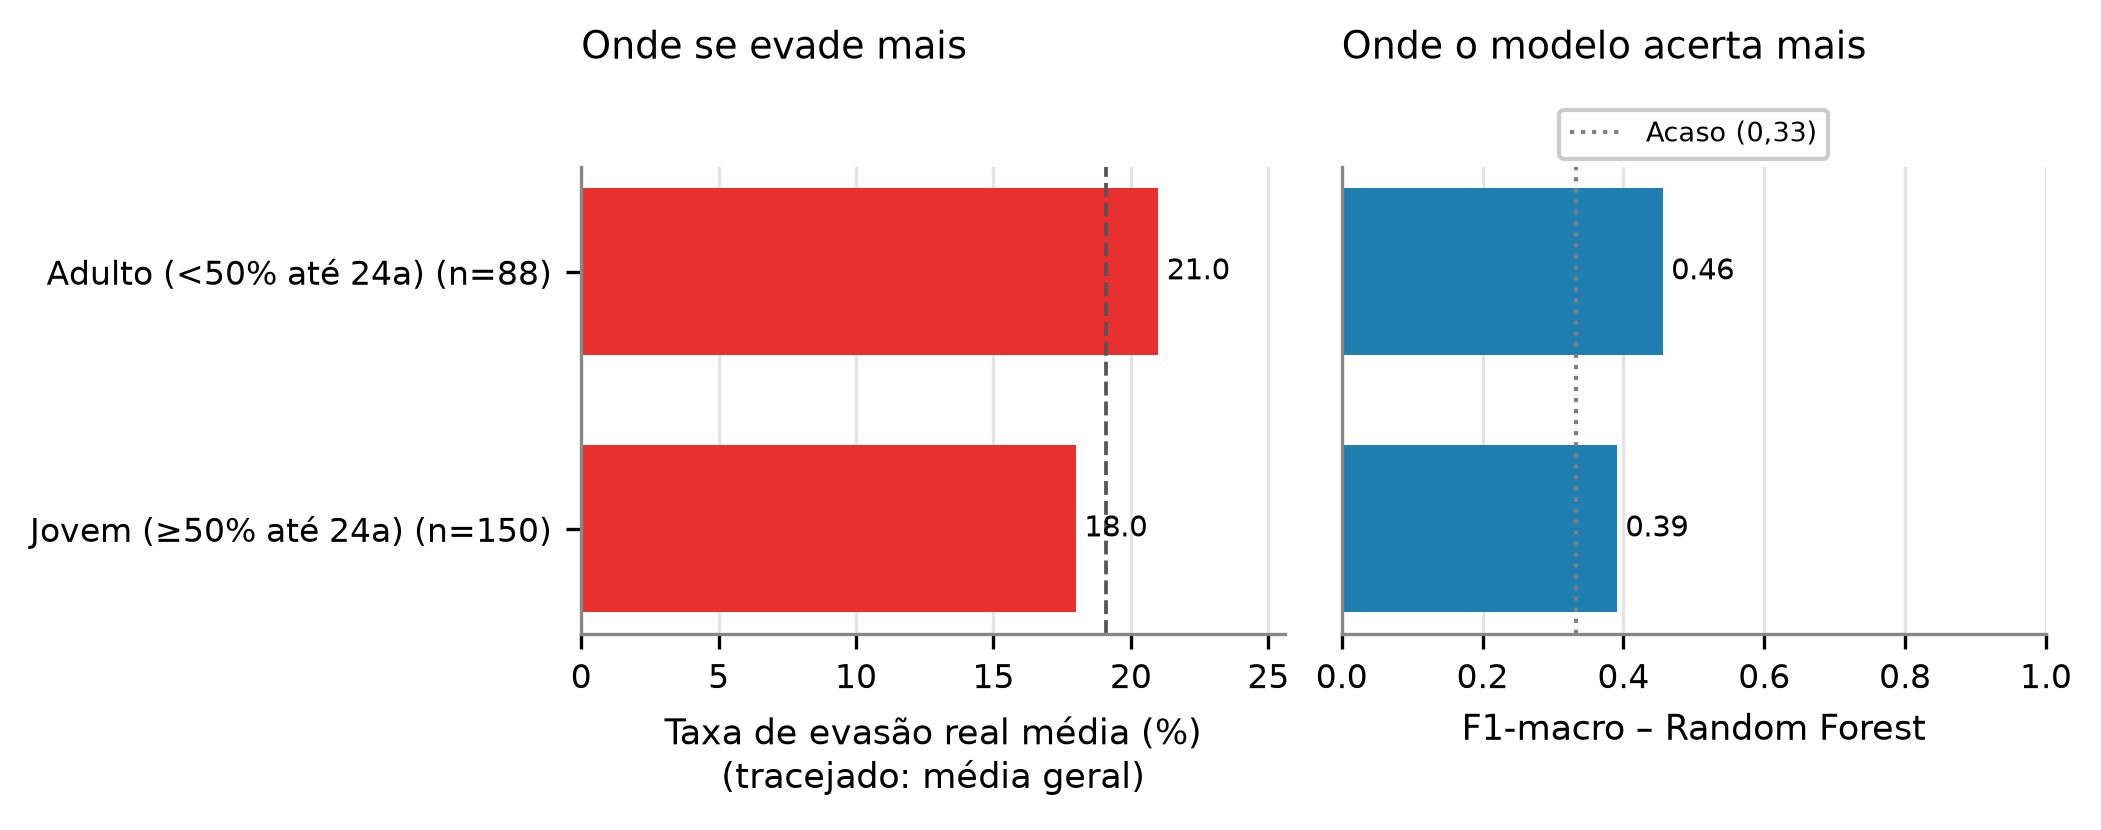 Onde se evade mais
Onde o modelo acerta mais
Acaso (0,33)
Adulto (<50% até 24a) (n=88)
21.0
0.46
Jovem (≥50% até 24a) (n=150)
18.0
0.39
0 5 10 15 20 25
0.0 0.2 0.4 0.6 0.8 1.0
Taxa de evasão real média (%)
(tracejado: média geral)
F1-macro – Random Forest